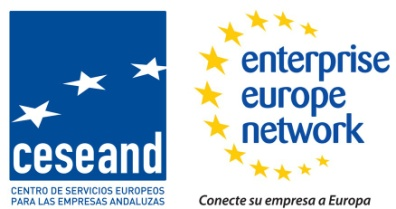 ceseand
CENTRO DE SERVICIOS EUROPEOS
PARA LAS EMPRESAS ANDALUZAS
enterprise
europe
network
Conecte su empresa a Europa